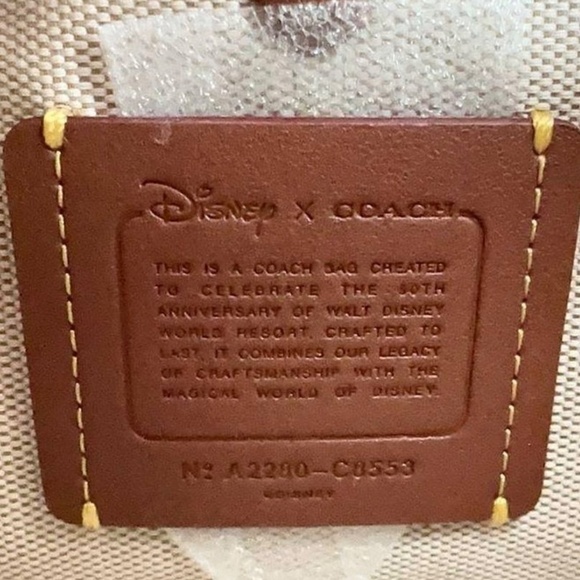 Disney X COACH
THIS IS A COACH BAG CREATED
TO CELEBRATE THE 50TH
ANNIVERSARY OF WALT DISNEY
WORLD RESORT. CRAFTED TO
LAST, IT COMBINES OUR LEGACY
OF CRAFTSMANSHIP WITH THE
MAGICAL WORLD OF DISNEY.
Nº A2280-C8553
©DISNEY